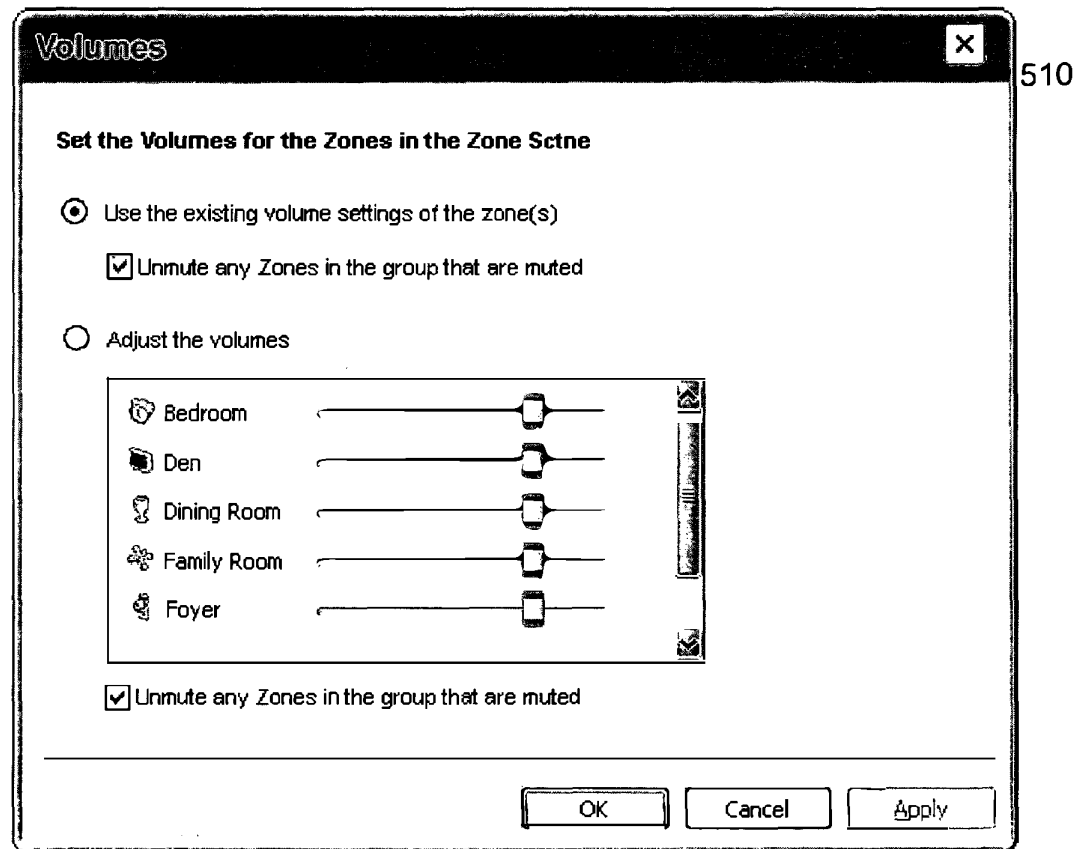 Volumes
510
Set the Volumes for the Zones in the Zone Sctne
Use the existing volume settings of the zone(s)
Unmute any Zones in the group that are muted
Adjust the volumes
Bedroom
Den
Dining Room
Family Room
Foyer
Unmute any Zones in the group that are muted
OK
Cancel
Apply